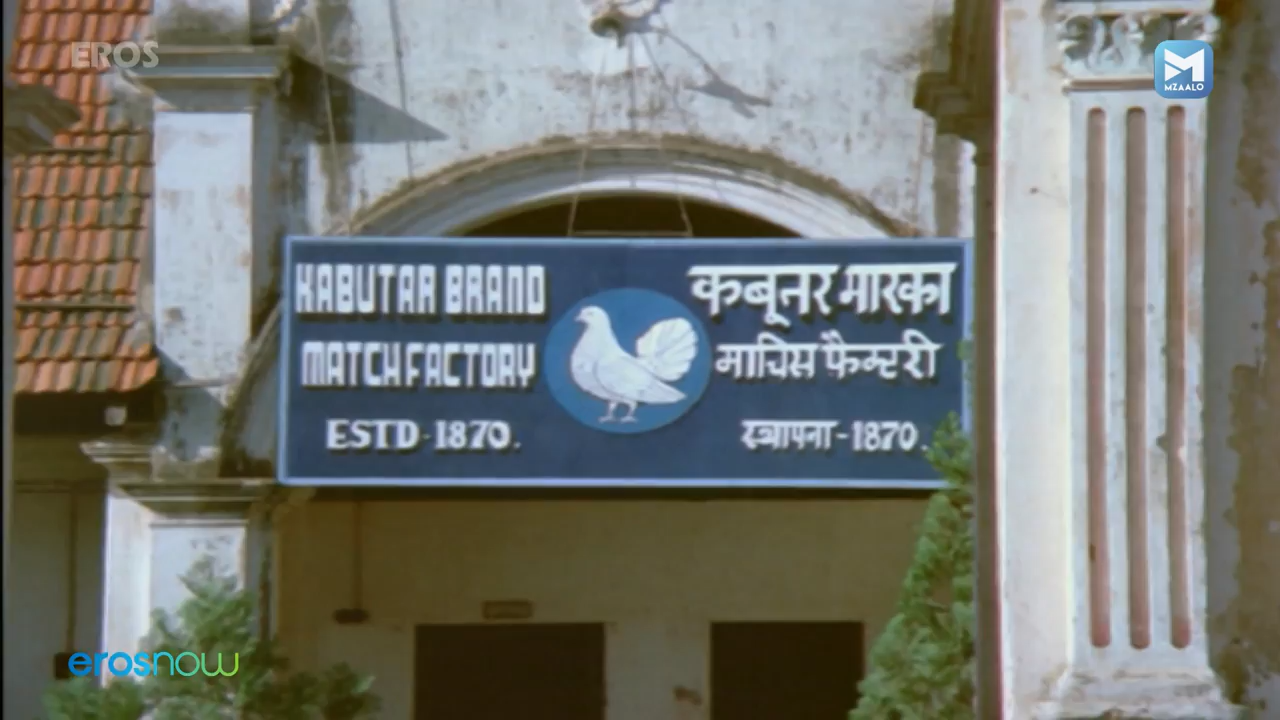 EROS
MZAALO
KABUTAR BRAND
MATCH FACTORY
ESTD-1870.
कबूतर मारका
माचिस फैक्टरी
स्थापना-1870.
erosnow